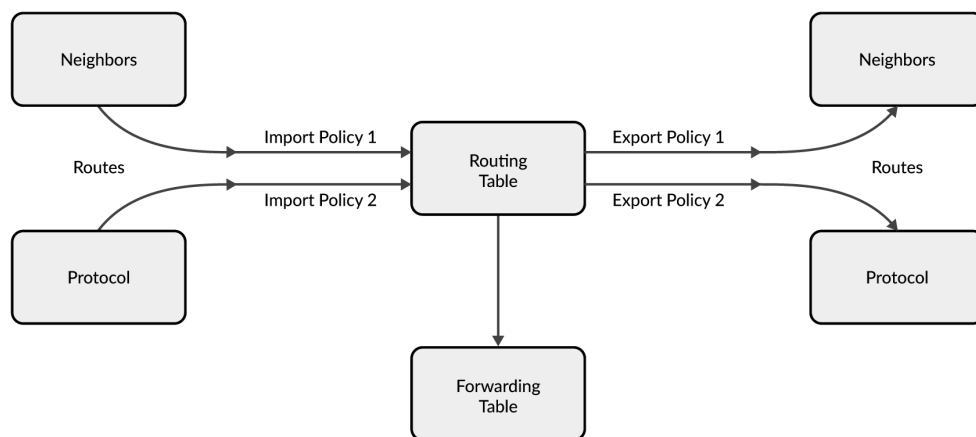 Neighbors
Neighbors
Import Policy 1
Export Policy 1
Routes
Routing
Table
Routes
Import Policy 2
Export Policy 2
Protocol
Protocol
Forwarding
Table